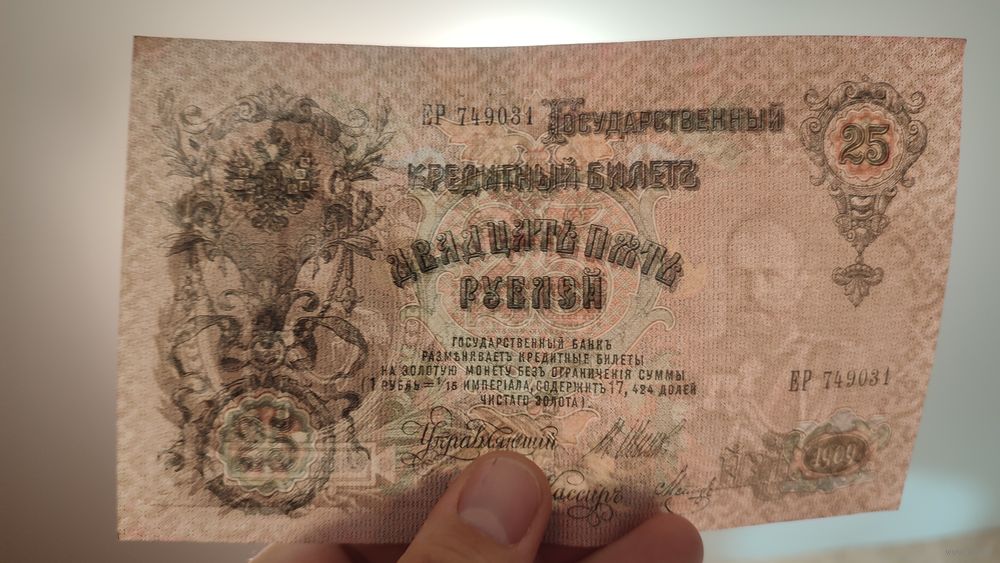 ЕР 749031 ГОСУДАРСТВЕННЫЙ
КРЕДИТНЫЙ БИЛЕТЪ
25
ДВАДЦАТЬ ПЯТЬ
РУБЛЕЙ
ГОСУДАРСТВЕННЫЙ БАНКЪ
РАЗМѢНИВАЕТЪ КРЕДИТНЫЕ БИЛЕТЫ
НА ЗОЛОТУЮ МОНЕТУ БЕЗЪ ОГРАНИЧЕНІЯ СУММЫ
(1 РУБЛЬ = 1/15 ИМПЕРІАЛА, СОДЕРЖИТЪ 17, 424 ДОЛЕЙ
ЧИСТАГО ЗОЛОТА)
ЕР 749031
Управляющій
Кассиръ
25
1909